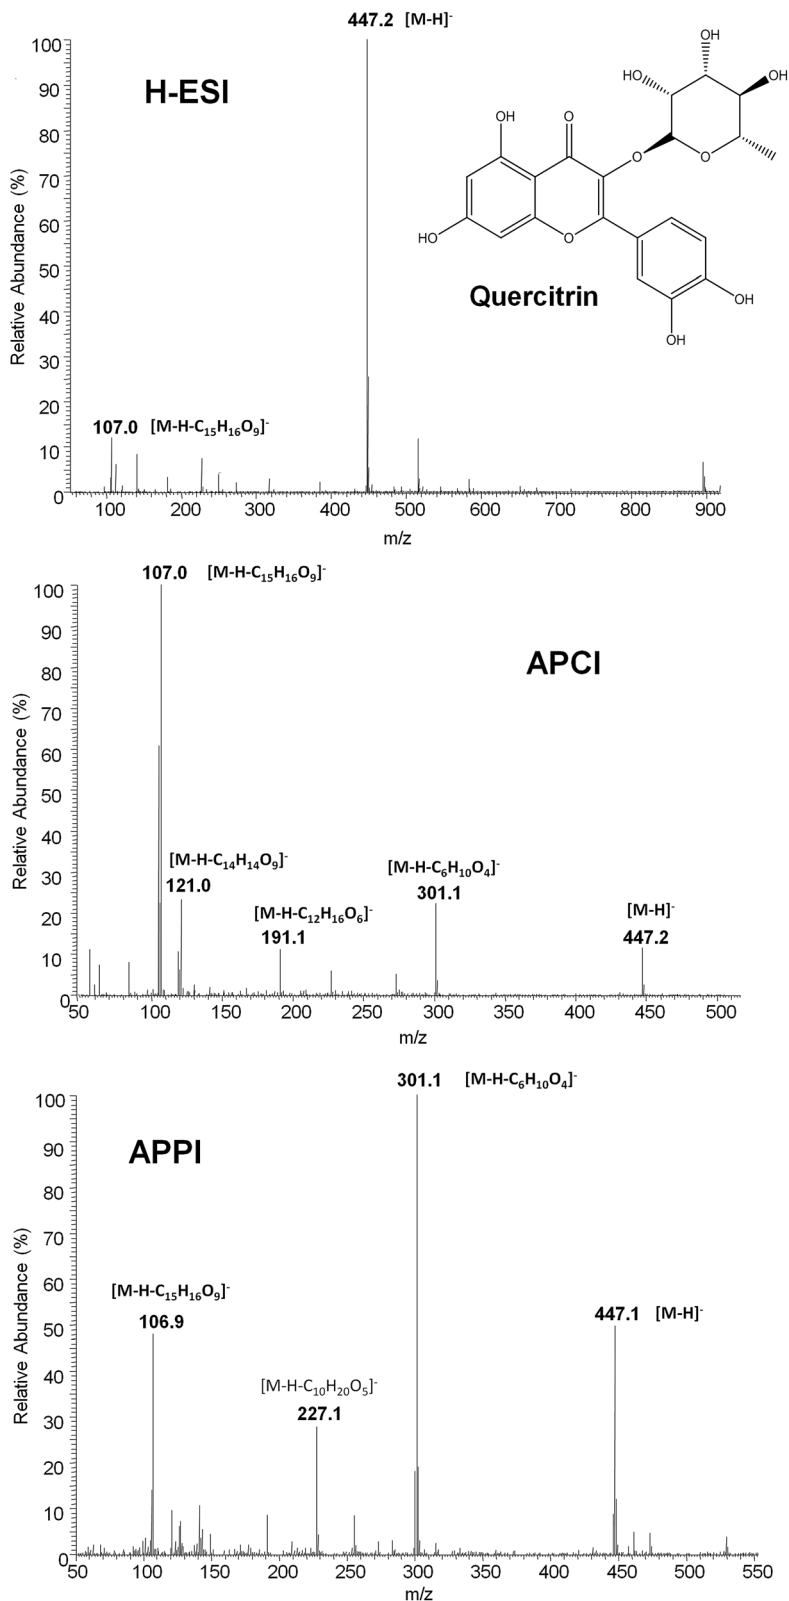 447.2 [M-H]-
H-ESI
100
90
80
70
60
50
40
30
20
10
0
Relative Abundance (%)
107.0 [M-H-C15H16O9]-
100 200 300 400 500 600 700 800 900
m/z
OH
HO
OH
OH
O
O
O
HO
O
OH
OH
Quercitrin
107.0 [M-H-C15H16O9]-
APCI
100
90
80
70
60
50
40
30
20
10
0
Relative Abundance (%)
[M-H-C14H14O9]-
121.0
[M-H-C12H16O6]-
191.1
[M-H-C6H10O4]-
301.1
[M-H]-
447.2
50 100 150 200 250 300 350 400 450 500
m/z
301.1 [M-H-C6H10O4]-
APPI
100
90
80
70
60
50
40
30
20
10
0
Relative Abundance (%)
[M-H-C15H16O9]-
106.9
[M-H-C10H20O5]-
227.1
447.1 [M-H]-
50 100 150 200 250 300 350 400 450 500 550
m/z